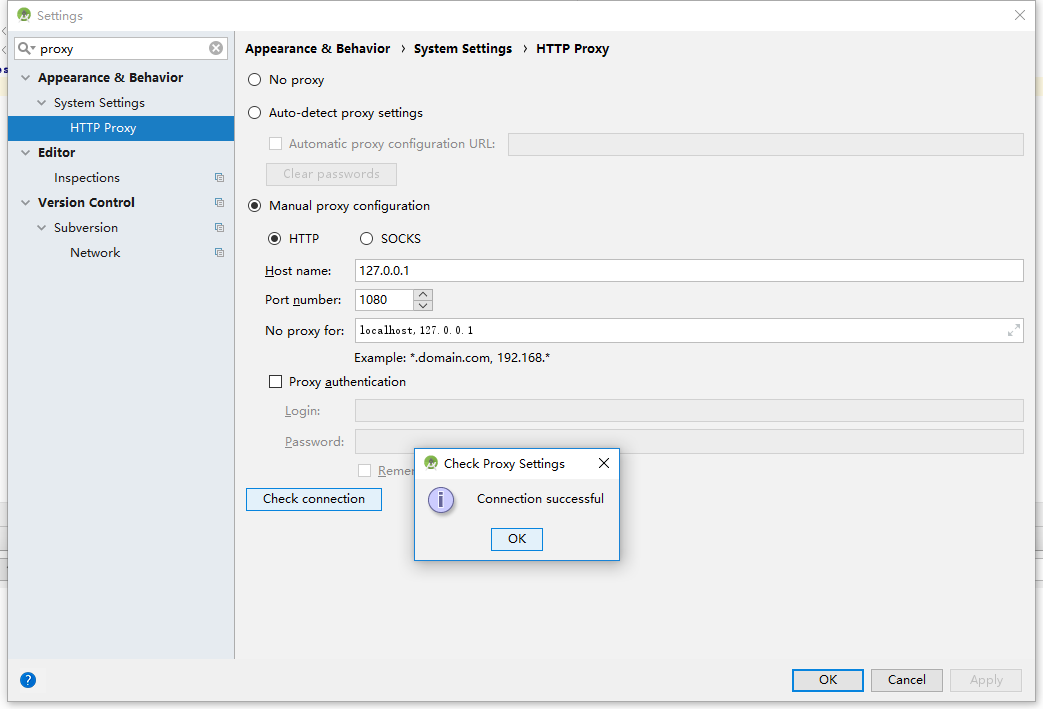 Settings
proxy
Appearance & Behavior
System Settings
HTTP Proxy
Editor
Inspections
Version Control
Subversion
Network
Appearance & Behavior › System Settings › HTTP Proxy
No proxy
Auto-detect proxy settings
Automatic proxy configuration URL:
Clear passwords
Manual proxy configuration
HTTP SOCKS
Host name: 127.0.0.1
Port number: 1080
No proxy for: localhost,127.0.0.1
Example: *.domain.com, 192.168.*
Proxy authentication
Login:
Password:
Check connection
Check Proxy Settings
Connection successful
OK
? OK Cancel Apply